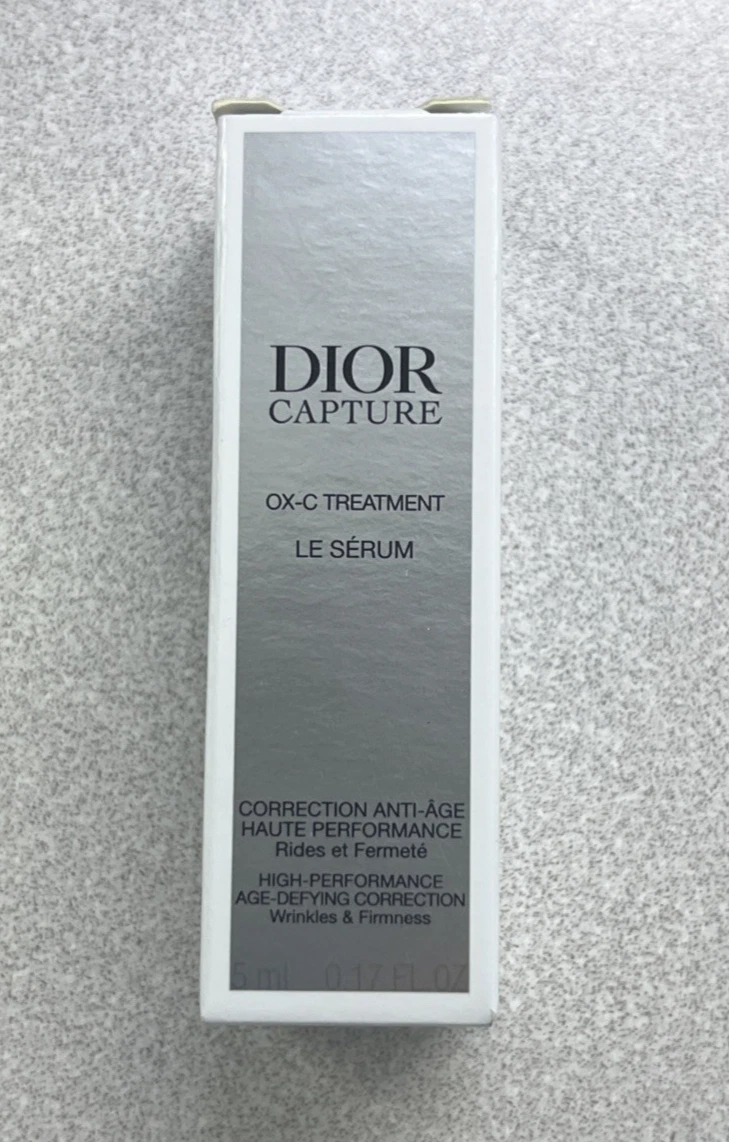 DIOR
CAPTURE
OX-C TREATMENT
LE SÉRUM
CORRECTION ANTI-ÂGE
HAUTE PERFORMANCE
Rides et Fermeté
HIGH-PERFORMANCE
AGE-DEFYING CORRECTION
Wrinkles & Firmness
5 ml 0.17 FL OZ